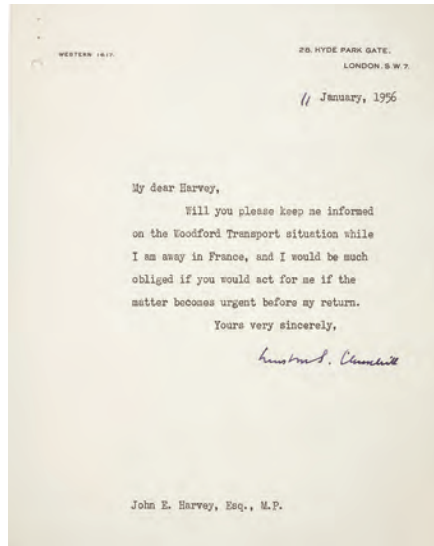 WESTERN 1617.
28, HYDE PARK GATE,
LONDON. S.W.7.
11 January, 1956
My dear Harvey,
Will you please keep me informed
on the Woodford Transport situation while
I am away in France, and I would be much
obliged if you would act for me if the
matter becomes urgent before my return.
Yours very sincerely,
Winston S. Churchill
John E. Harvey, Esq., M.P.